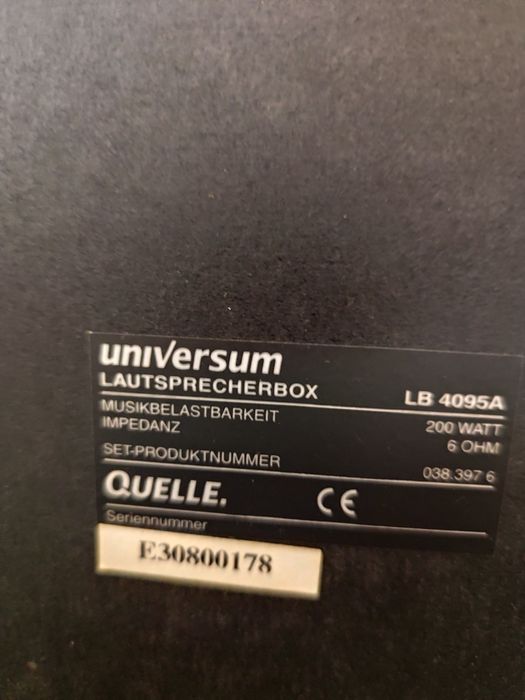 universum
LAUTSPRECHERBOX LB 4095A
MUSIKBELASTBARKEIT 200 WATT
IMPEDANZ 6 OHM
SET-PRODUKTNUMMER 038.397 6
QUELLE. CE
Seriennummer
E30800178